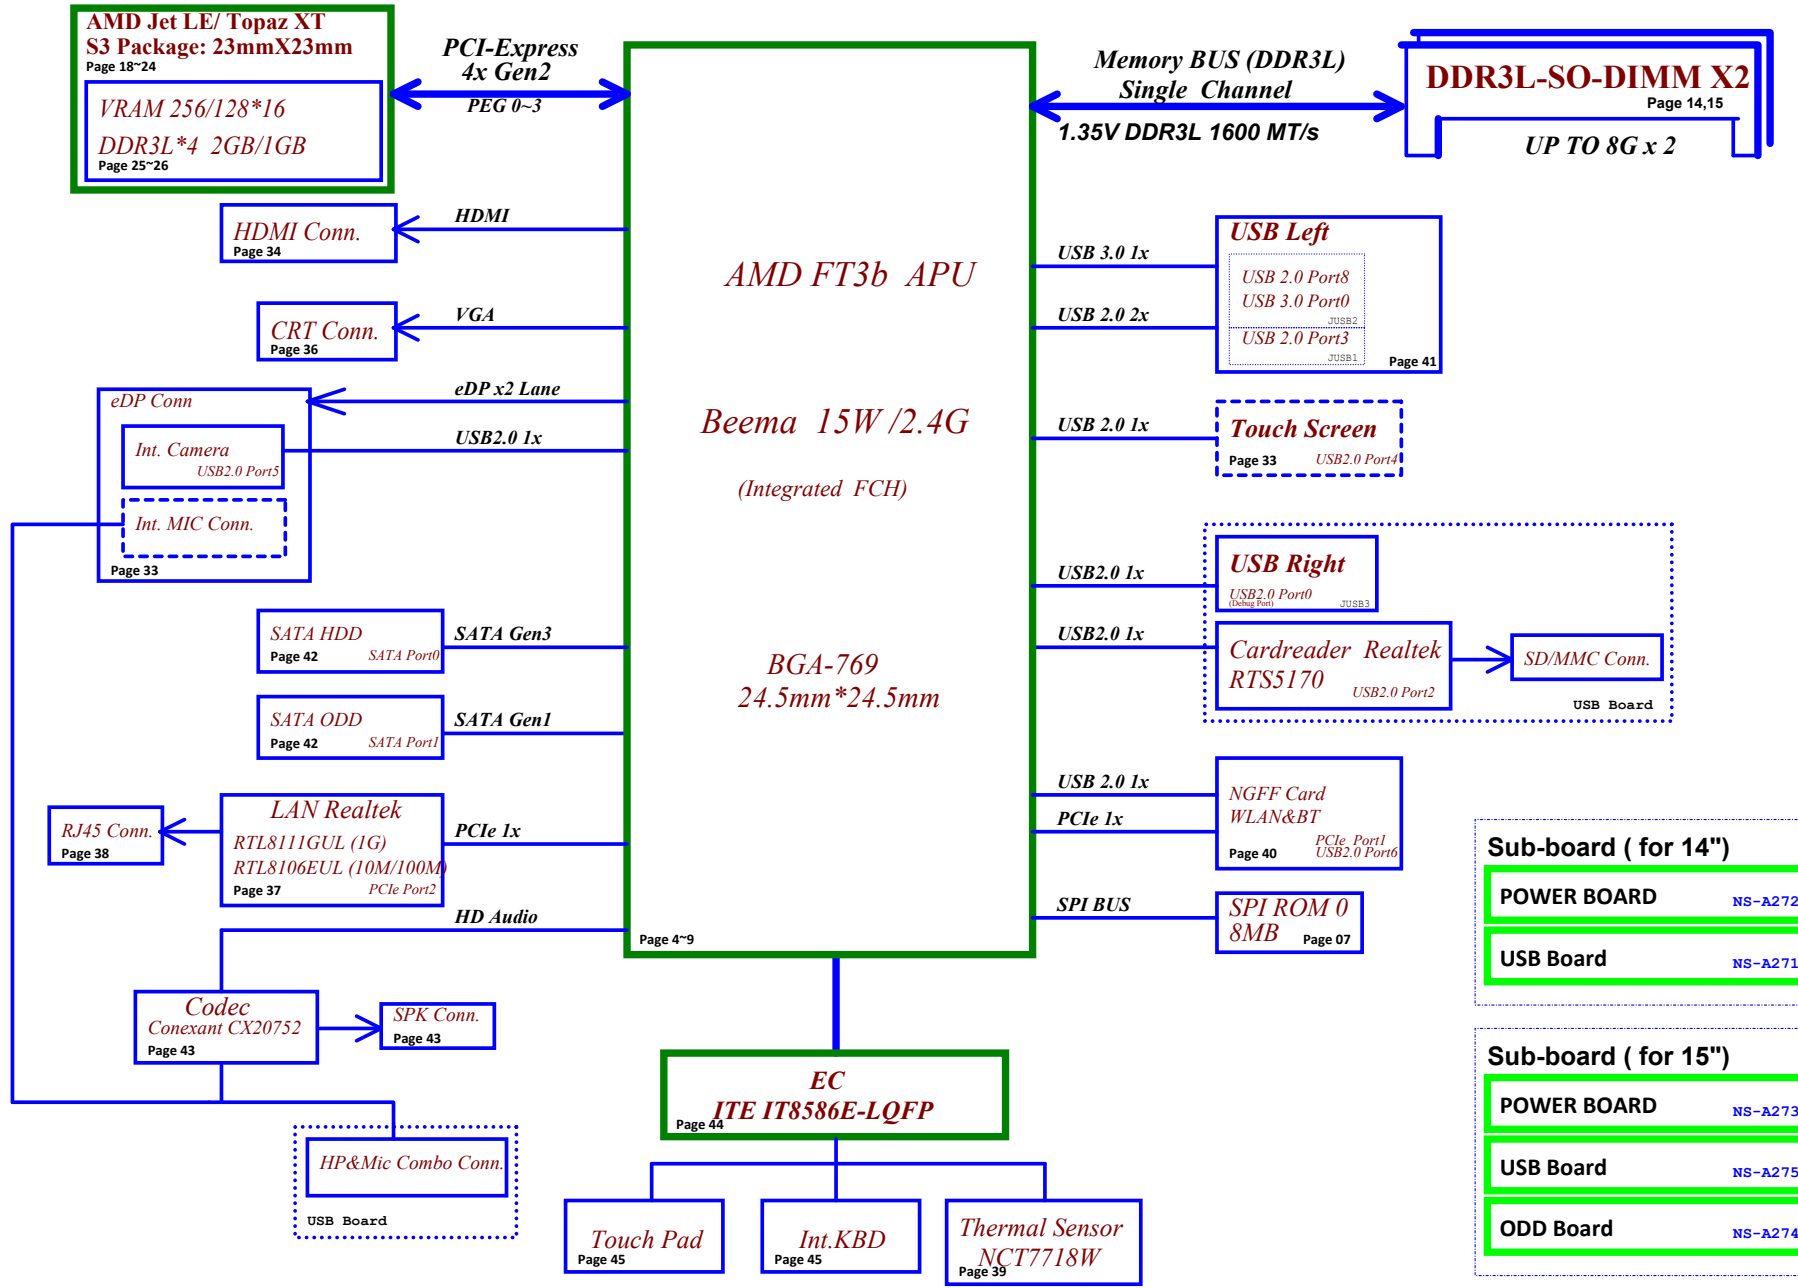 AMD Jet LE/ Topaz XT
S3 Package: 23mmX23mm
Page 18~24
VRAM 256/128*16
DDR3L*4 2GB/1GB
Page 25~26
PCI-Express
4x Gen2
PEG 0~3
Memory BUS (DDR3L)
Single Channel
1.35V DDR3L 1600 MT/s
DDR3L-SO-DIMM X2
Page 14,15
UP TO 8G x 2
HDMI Conn.
Page 34
HDMI
CRT Conn.
Page 36
VGA
eDP Conn
eDP x2 Lane
Int. Camera
USB2.0 Port5
USB2.0 1x
Int. MIC Conn.
Page 33
SATA HDD
Page 42
SATA Port0
SATA Gen3
SATA ODD
Page 42
SATA Port1
SATA Gen1
RJ45 Conn.
Page 38
LAN Realtek
RTL8111GUL (1G)
RTL8106EUL (10M/100M)
Page 37
PCIe Port2
PCIe 1x
HD Audio
Codec
Conexant CX20752
Page 43
SPK Conn.
Page 43
HP&Mic Combo Conn.
USB Board
AMD FT3b APU
Beema 15W /2.4G
(Integrated FCH)
BGA-769
24.5mm*24.5mm
Page 4~9
EC
ITE IT8586E-LQFP
Page 44
Touch Pad
Page 45
Int.KBD
Page 45
Thermal Sensor
NCT7718W
Page 39
USB 3.0 1x
USB 2.0 2x
USB Left
USB 2.0 Port8
USB 3.0 Port0
JUSB2
USB 2.0 Port3
JUSB1
Page 41
USB 2.0 1x
Touch Screen
Page 33
USB2.0 Port4
USB2.0 1x
USB Right
USB2.0 Port0
(Debug Port)
JUSB3
USB2.0 1x
Cardreader Realtek
RTS5170
USB2.0 Port2
SD/MMC Conn.
USB Board
USB 2.0 1x
PCIe 1x
NGFF Card
WLAN&BT
PCIe Port1
USB2.0 Port6
Page 40
SPI BUS
SPI ROM 0
8MB
Page 07
Sub-board ( for 14")
POWER BOARD
NS-A272
USB Board
NS-A271
Sub-board ( for 15")
POWER BOARD
NS-A273
USB Board
NS-A275
ODD Board
NS-A274